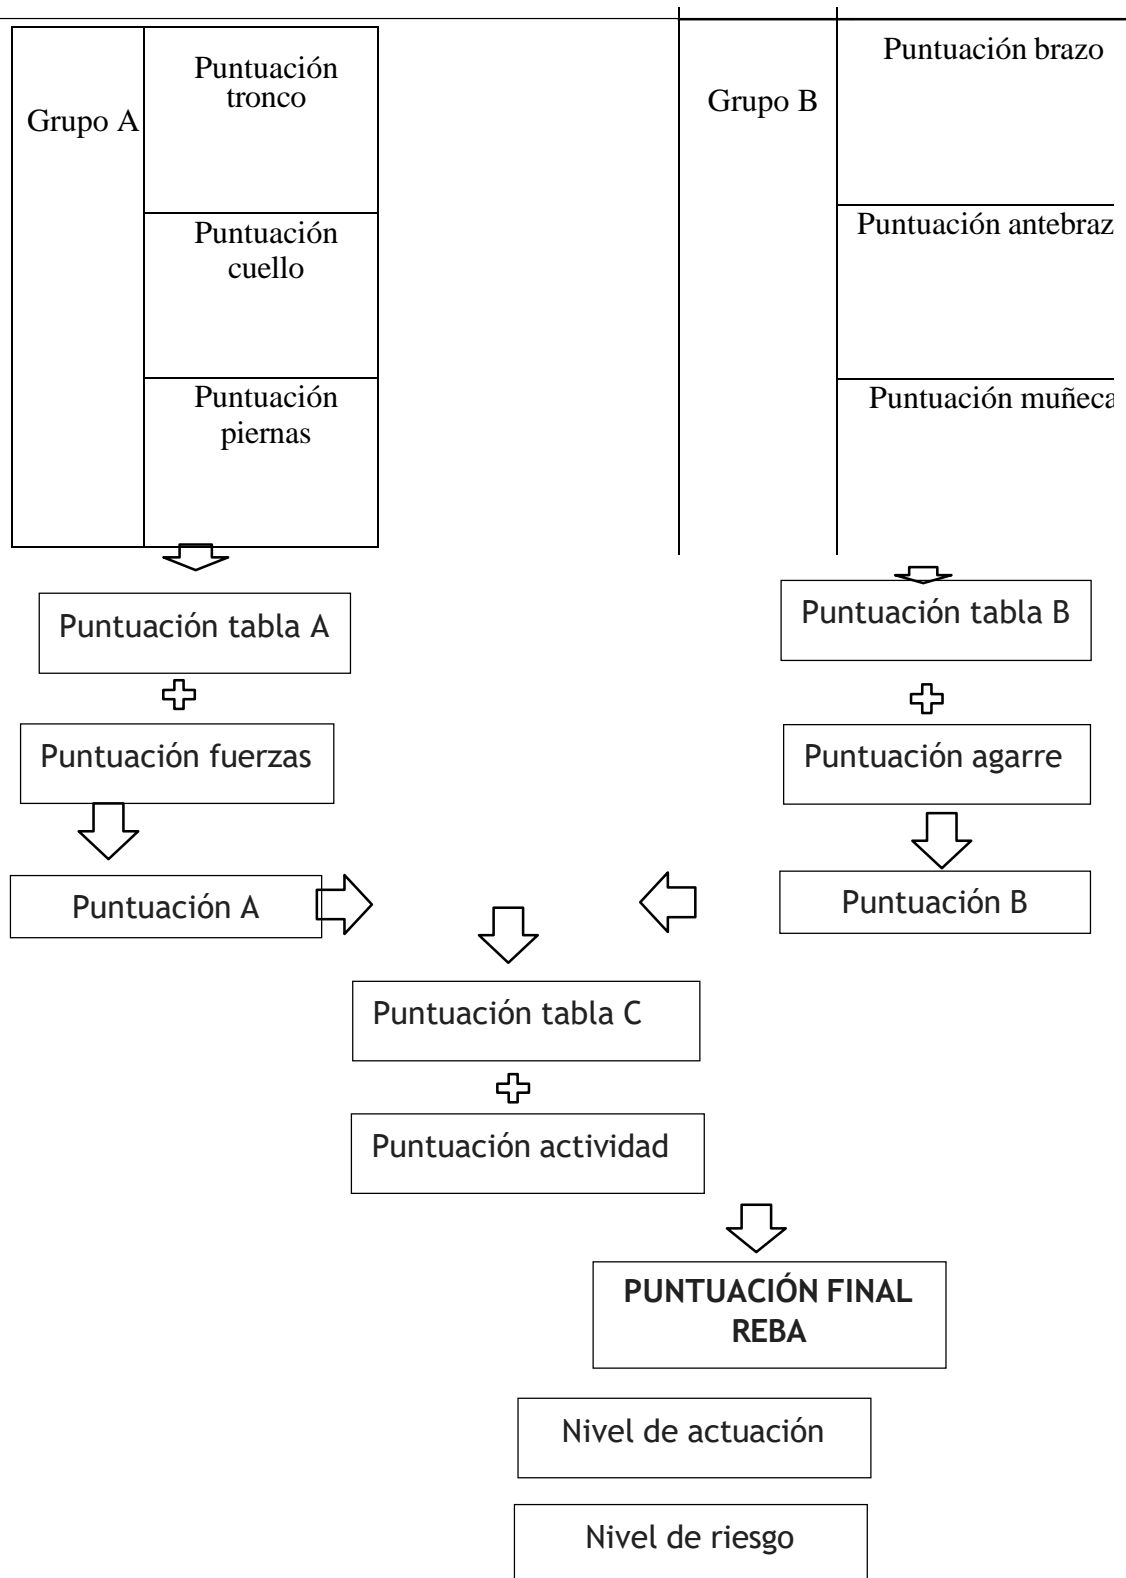 Grupo A
Puntuación
tronco
Puntuación
cuello
Puntuación
piernas
Grupo B
Puntuación brazo
Puntuación antebraz
Puntuación muñeca
Puntuación tabla A
Puntuación fuerzas
Puntuación A
Puntuación tabla B
Puntuación agarre
Puntuación B
Puntuación tabla C
Puntuación actividad
PUNTUACIÓN FINAL
REBA
Nivel de actuación
Nivel de riesgo